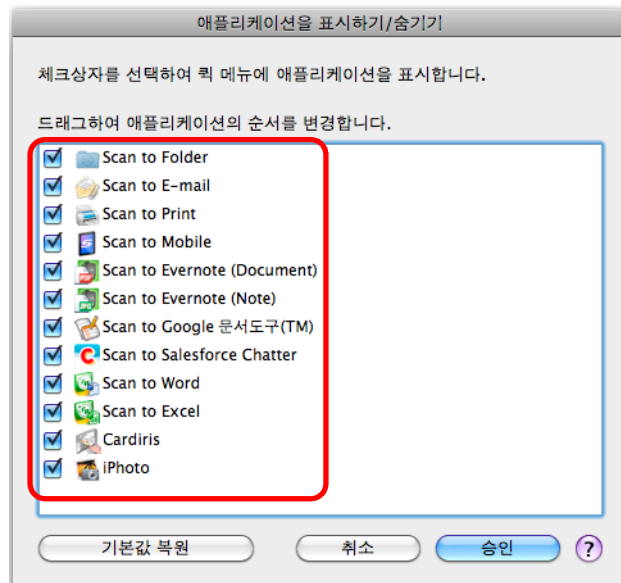 애플리케이션을 표시하기/숨기기
체크상자를 선택하여 퀵 메뉴에 애플리케이션을 표시합니다.
드래그하여 애플리케이션의 순서를 변경합니다.
Scan to Folder
Scan to E-mail
Scan to Print
Scan to Mobile
Scan to Evernote (Document)
Scan to Evernote (Note)
Scan to Google 문서도구(TM)
Scan to Salesforce Chatter
Scan to Word
Scan to Excel
Cardiris
iPhoto
기본값 복원 취소 승인 ?